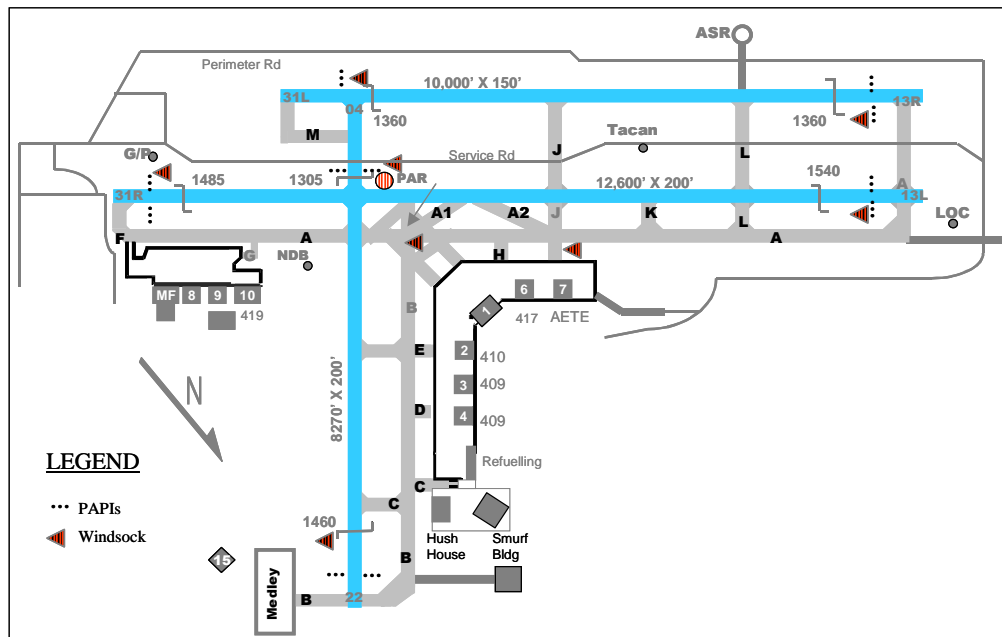 ASR
Perimeter Rd
10,000' X 150'
31L
04
13R
1360
1360
M
Tacan
G/P
Service Rd
J
L
1485
1305
PAR
12,600' X 200'
1540
A
31R
13L
A1
A2
J
K
L
LOC
F
A
H
A
G
NDB
B
MF
8
9
10
419
6
7
417
AETE
1
E
2
410
3
409
D
4
409
8270' X 200'
N
LEGEND
PAPIs
Windsock
Refuelling
C
C
1460
Hush
House
Smurf
Bldg
15
B
Medley
B
22